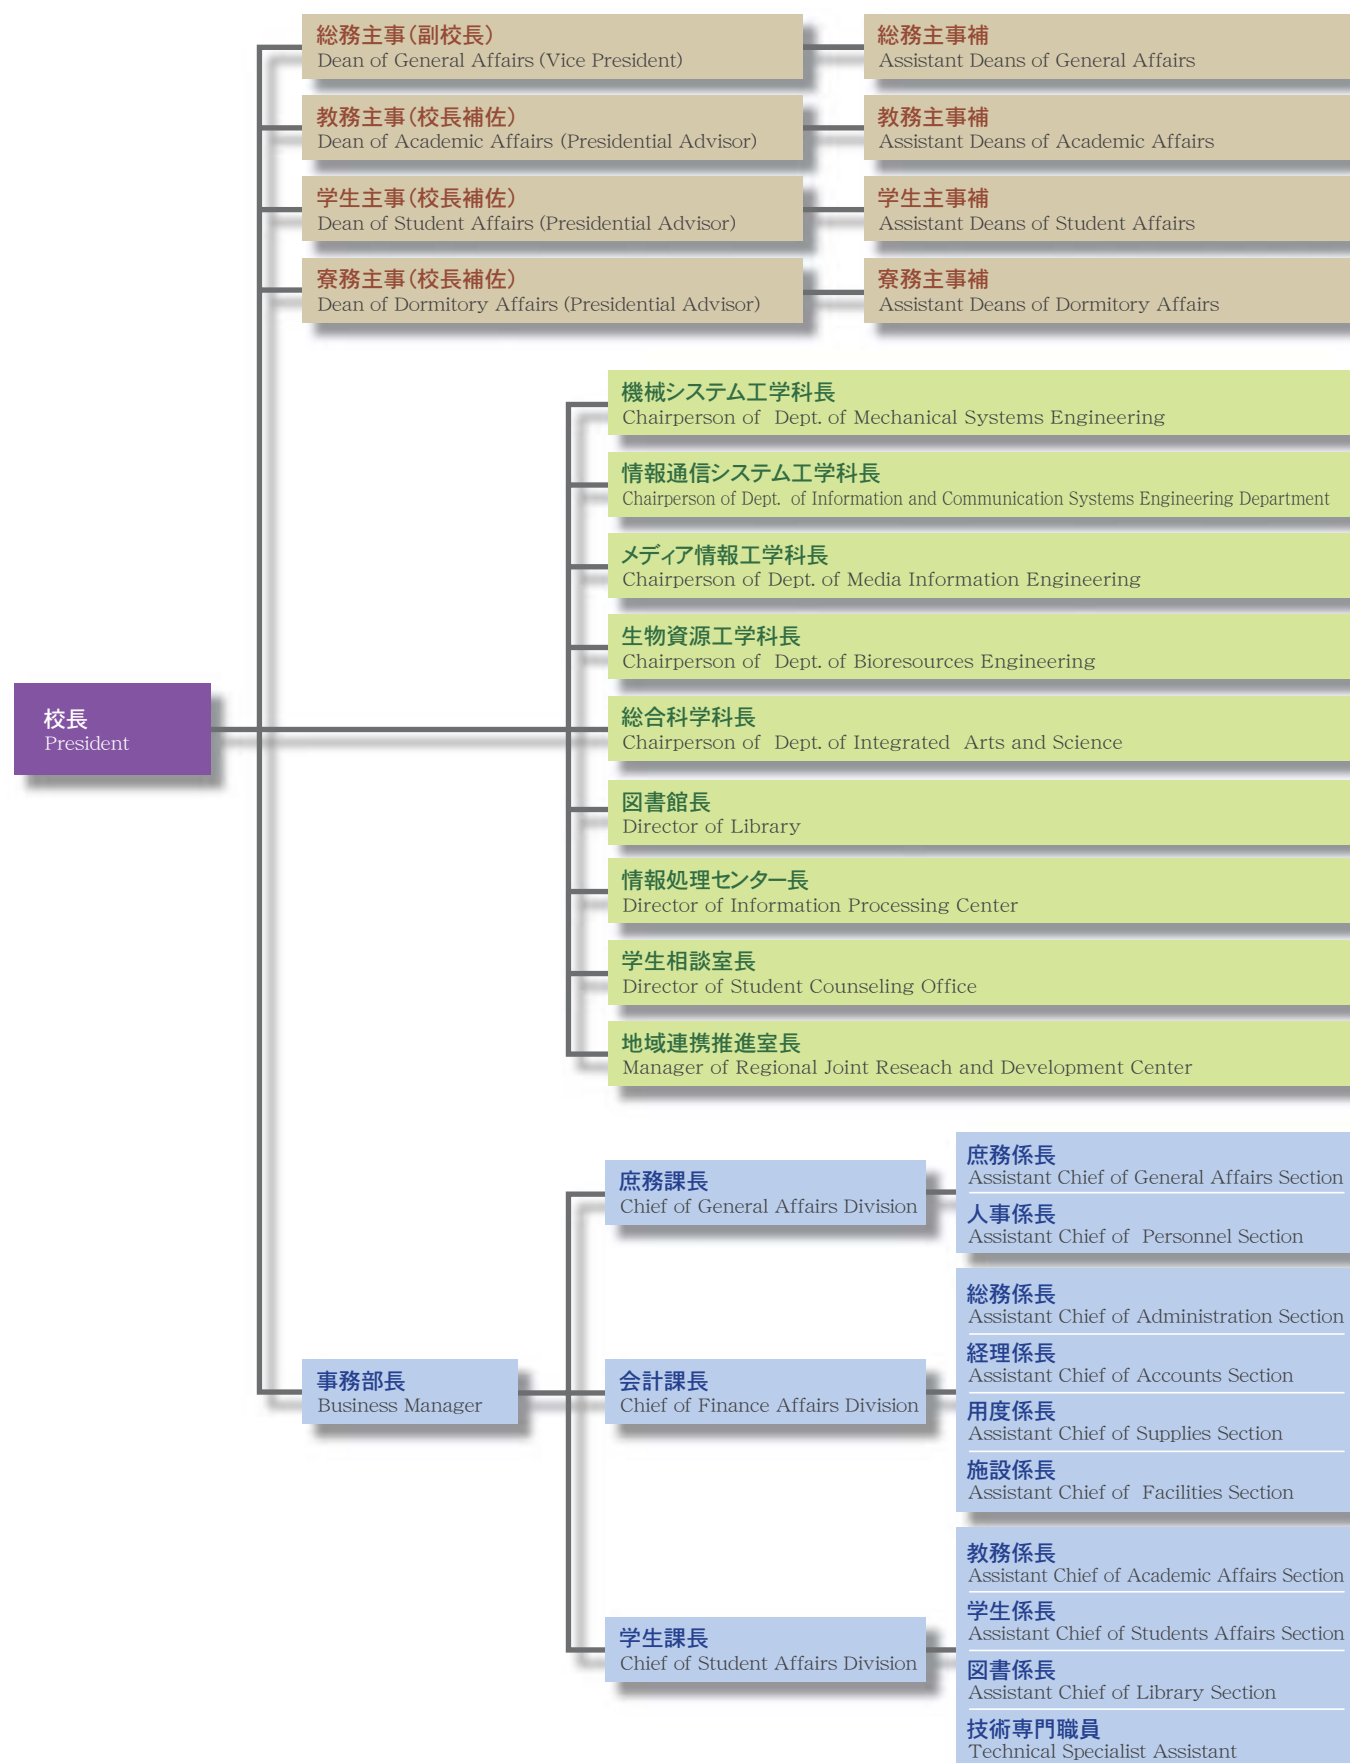 総務主事(副校長)
Dean of General Affairs (Vice President)
総務主事補
Assistant Deans of General Affairs
教務主事(校長補佐)
Dean of Academic Affairs (Presidential Advisor)
教務主事補
Assistant Deans of Academic Affairs
学生主事(校長補佐)
Dean of Student Affairs (Presidential Advisor)
学生主事補
Assistant Deans of Student Affairs
寮務主事(校長補佐)
Dean of Dormitory Affairs (Presidential Advisor)
寮務主事補
Assistant Deans of Dormitory Affairs
機械システム工学科長
Chairperson of Dept. of Mechanical Systems Engineering
情報通信システム工学科長
Chairperson of Dept. of Information and Communication Systems Engineering Department
メディア情報工学科長
Chairperson of Dept. of Media Information Engineering
生物資源工学科長
Chairperson of Dept. of Bioresources Engineering
校長
President
総合科学科長
Chairperson of Dept. of Integrated Arts and Science
図書館長
Director of Library
情報処理センター長
Director of Information Processing Center
学生相談室長
Director of Student Counseling Office
地域連携推進室長
Manager of Regional Joint Reseach and Development Center
事務部長
Business Manager
庶務課長
Chief of General Affairs Division
庶務係長
Assistant Chief of General Affairs Section
人事係長
Assistant Chief of Personnel Section
会計課長
Chief of Finance Affairs Division
総務係長
Assistant Chief of Administration Section
経理係長
Assistant Chief of Accounts Section
用度係長
Assistant Chief of Supplies Section
施設係長
Assistant Chief of Facilities Section
学生課長
Chief of Student Affairs Division
教務係長
Assistant Chief of Academic Affairs Section
学生係長
Assistant Chief of Students Affairs Section
図書係長
Assistant Chief of Library Section
技術専門職員
Technical Specialist Assistant